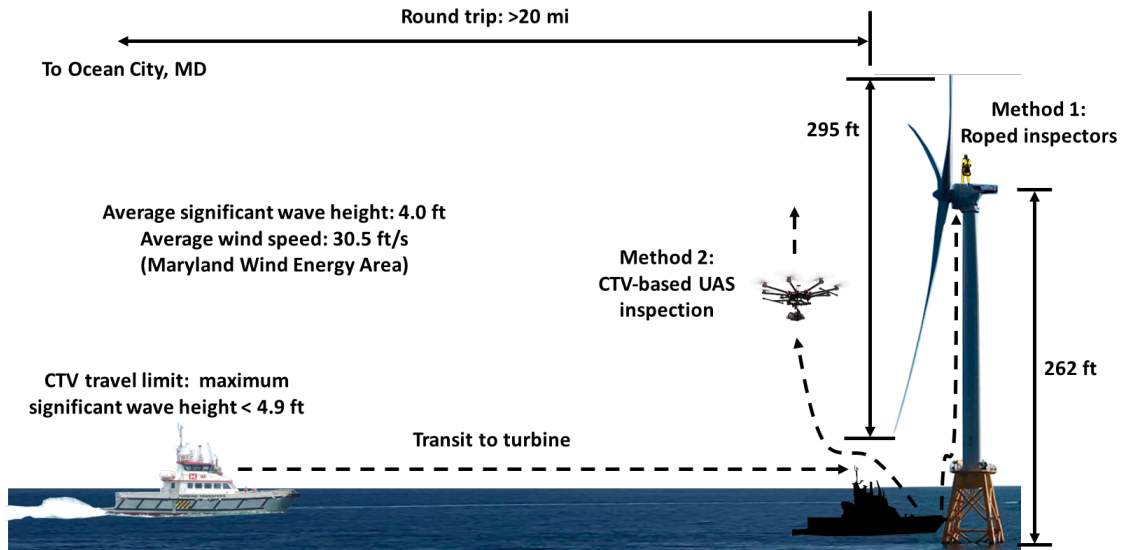 Round trip: >20 mi
To Ocean City, MD
295 ft
Method 1:
Roped inspectors
Average significant wave height: 4.0 ft
Average wind speed: 30.5 ft/s
(Maryland Wind Energy Area)
Method 2:
CTV-based UAS
inspection
262 ft
CTV travel limit:  maximum
significant wave height < 4.9 ft
Transit to turbine